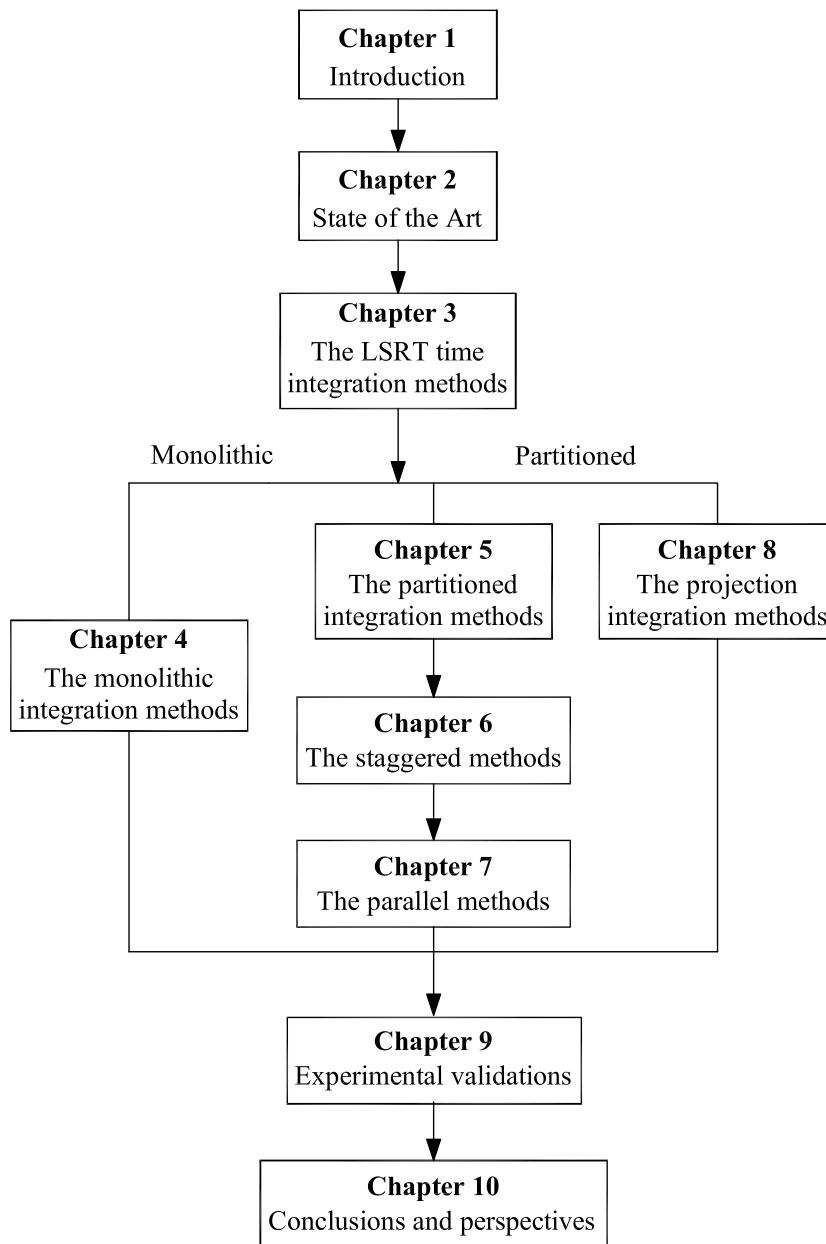 Chapter 1
Introduction
Chapter 2
State of the Art
Chapter 3
The LSRT time
integration methods
Monolithic
Partitioned
Chapter 4
The monolithic
integration methods
Chapter 5
The partitioned
integration methods
Chapter 6
The staggered methods
Chapter 7
The parallel methods
Chapter 8
The projection
integration methods
Chapter 9
Experimental validations
Chapter 10
Conclusions and perspectives